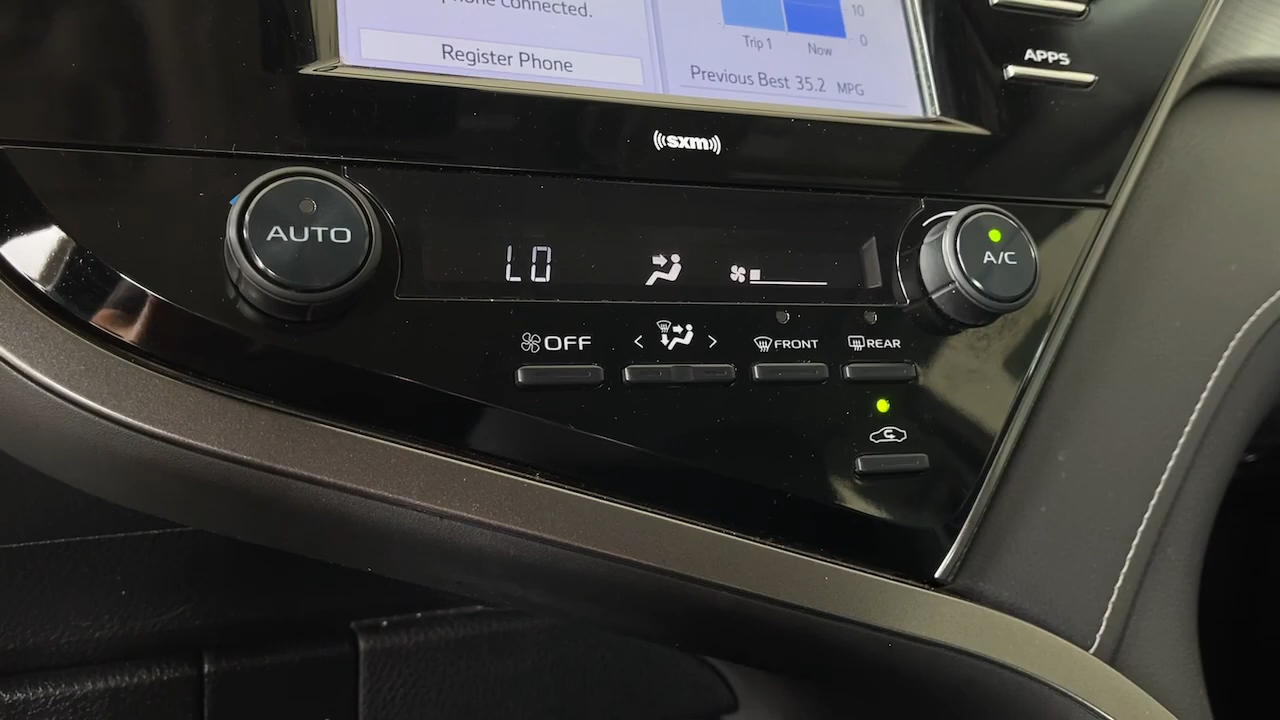 connected.
Register Phone
10
0
Trip 1
Now
Previous Best 35.2 MPG
APPS
sxm
AUTO
LO
A/C
OFF
< >
FRONT
REAR